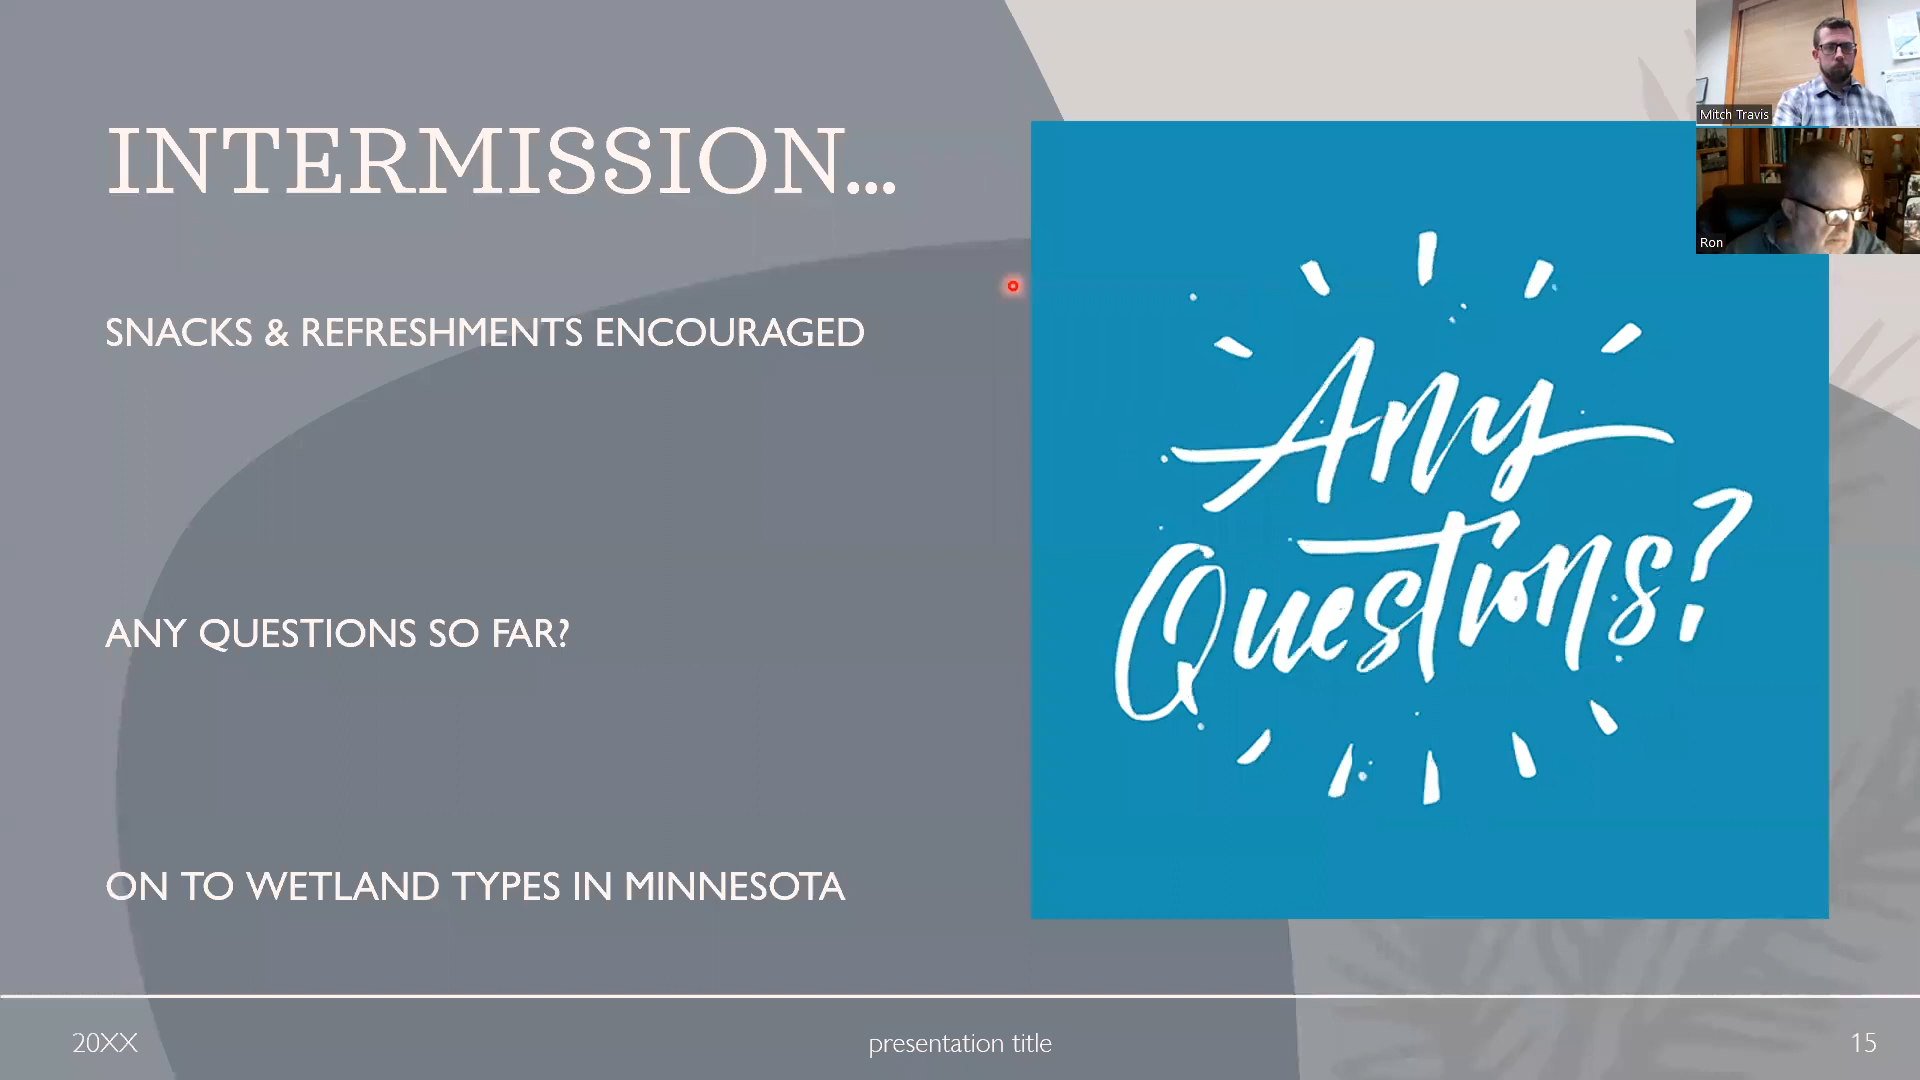 INTERMISSION...
SNACKS & REFRESHMENTS ENCOURAGED
ANY QUESTIONS SO FAR?
ON TO WETLAND TYPES IN MINNESOTA
Any
Questions?
Mitch Travis
Ron
20XX
presentation title
15